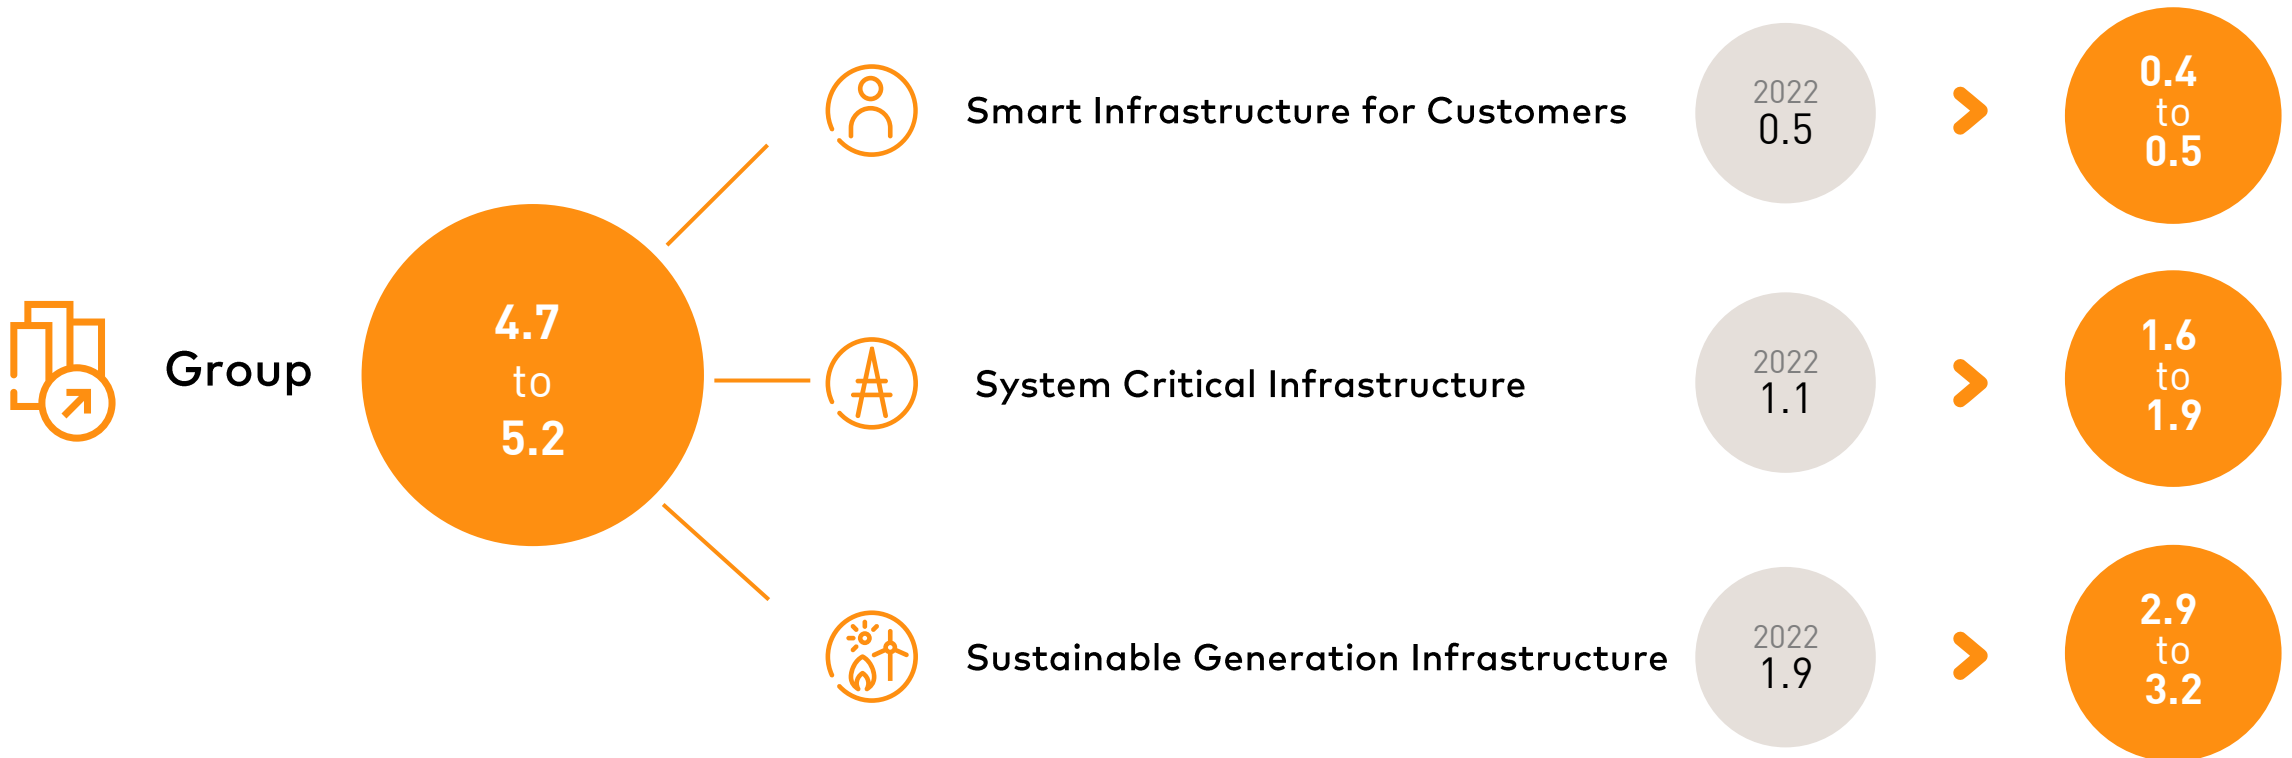 Group
4.7
to
5.2
Smart Infrastructure for Customers
2022
0.5
0.4
to
0.5
System Critical Infrastructure
2022
1.1
1.6
to
1.9
Sustainable Generation Infrastructure
2022
1.9
2.9
to
3.2